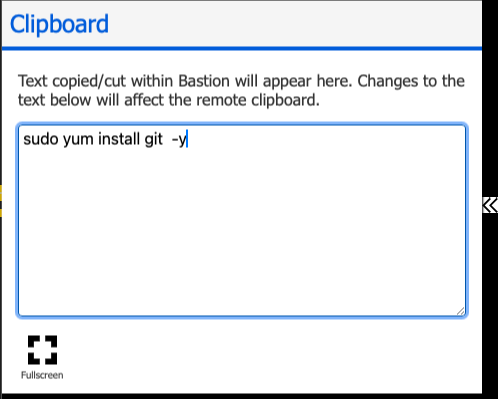 Clipboard
Text copied/cut within Bastion will appear here. Changes to the
text below will affect the remote clipboard.
sudo yum install git  -y
Fullscreen